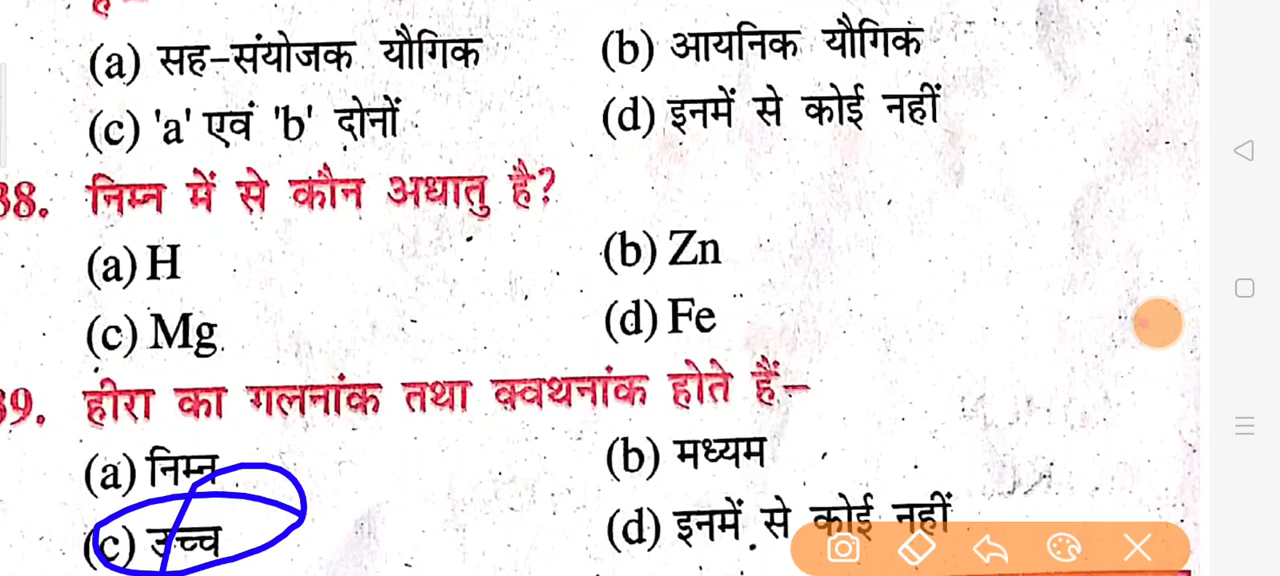 (a) सह-संयोजक यौगिक (b) आयनिक यौगिक
(c) 'a' एवं 'b' दोनों (d) इनमें से कोई नहीं
38. निम्न में से कौन अधातु है?
(a) H (b) Zn
(c) Mg (d) Fe
39. हीरा का गलनांक तथा क्वथनांक होते हैं–
(a) निम्न (b) मध्यम
(c) उच्च (d) इनमें से कोई नहीं